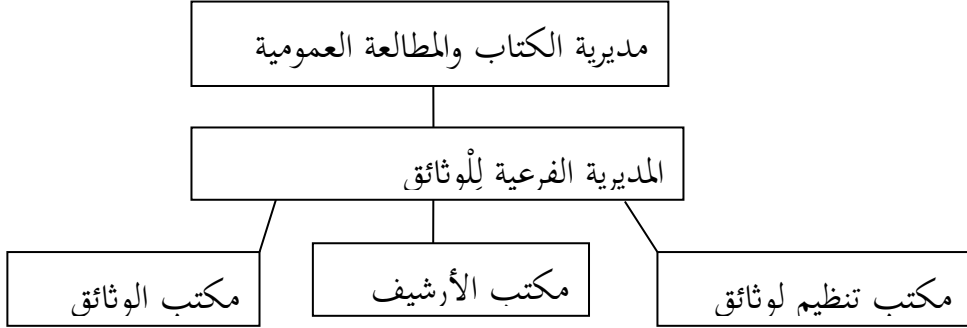 مديرية الكتاب والمطالعة العمومية
المديرية الفرعية لِلْوثائق
مكتب تنظيم لوثائق
مكتب الأرشيف
مكتب الوثائق